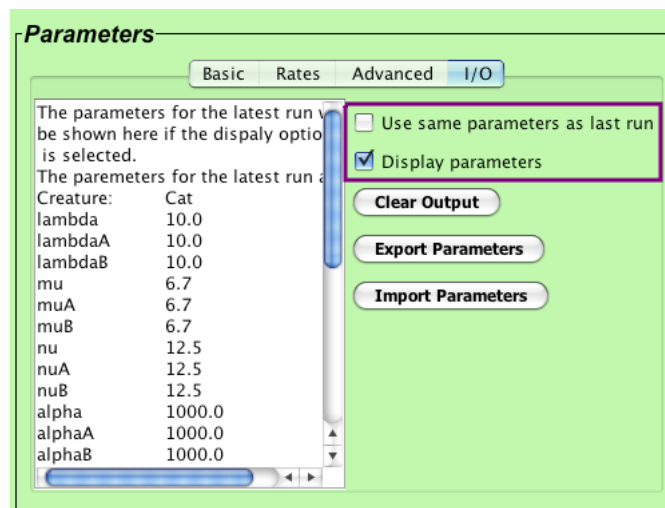 Parameters
Basic Rates Advanced I/O
The parameters for the latest run
be shown here if the dispaly optio
is selected.
The paremeters for the latest run
Creature: Cat
lambda 10.0
lambdaA 10.0
lambdaB 10.0
mu 6.7
muA 6.7
muB 6.7
nu 12.5
nuA 12.5
nuB 12.5
alpha 1000.0
alphaA 1000.0
alphaB 1000.0
Use same parameters as last run
Display parameters
Clear Output
Export Parameters
Import Parameters